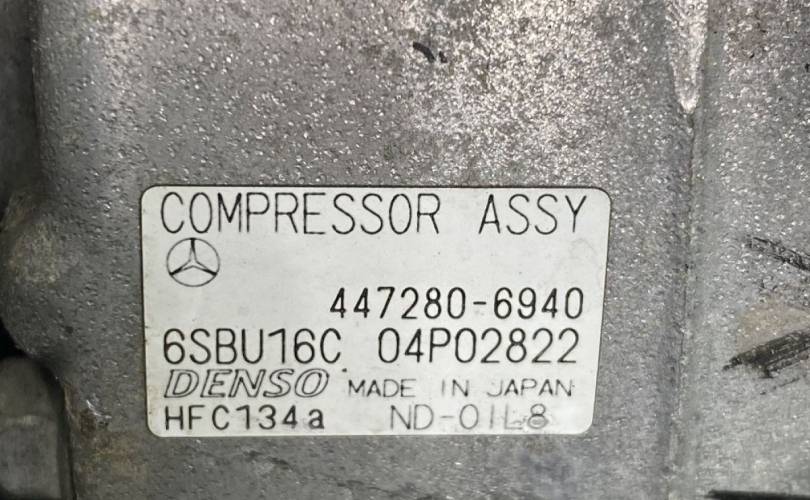 COMPRESSOR ASSY
447280-6940
6SBU16C 04P02822
DENSO MADE IN JAPAN
HFC134a ND-OIL8